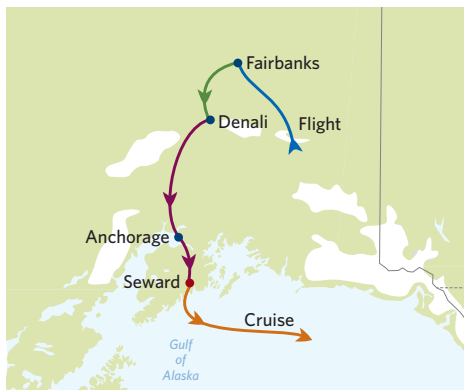 Fairbanks
Denali
Flight
Anchorage
Seward
Cruise
Gulf
of
Alaska